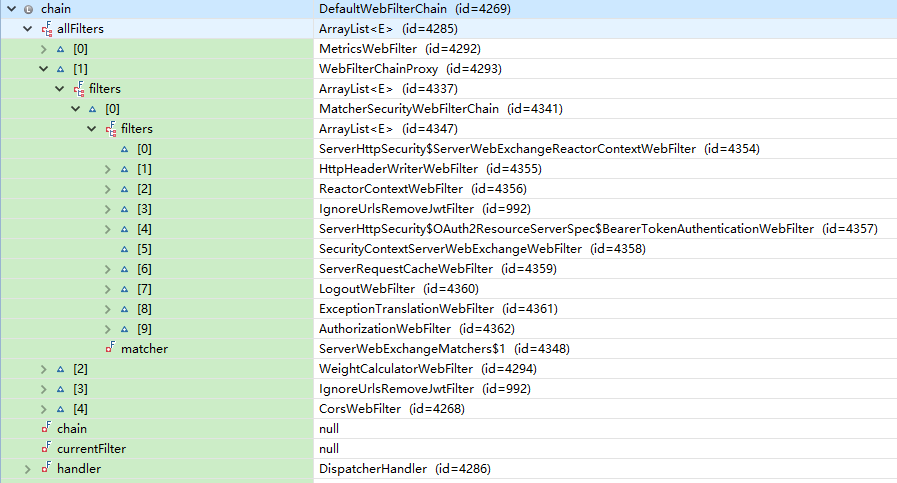 chain DefaultWebFilterChain (id=4269)
allFilters ArrayList<E> (id=4285)
[0] MetricsWebFilter (id=4292)
[1] WebFilterChainProxy (id=4293)
filters ArrayList<E> (id=4337)
[0] MatcherSecurityWebFilterChain (id=4341)
filters ArrayList<E> (id=4347)
[0] ServerHttpSecurity$ServerWebExchangeReactorContextWebFilter (id=4354)
[1] HttpHeaderWriterWebFilter (id=4355)
[2] ReactorContextWebFilter (id=4356)
[3] IgnoreUrlsRemoveJwtFilter (id=992)
[4] ServerHttpSecurity$OAuth2ResourceServerSpec$BearerTokenAuthenticationWebFilter (id=4357)
[5] SecurityContextServerWebExchangeWebFilter (id=4358)
[6] ServerRequestCacheWebFilter (id=4359)
[7] LogoutWebFilter (id=4360)
[8] ExceptionTranslationWebFilter (id=4361)
[9] AuthorizationWebFilter (id=4362)
matcher ServerWebExchangeMatchers$1 (id=4348)
[2] WeightCalculatorWebFilter (id=4294)
[3] IgnoreUrlsRemoveJwtFilter (id=992)
[4] CorsWebFilter (id=4268)
chain null
currentFilter null
handler DispatcherHandler (id=4286)